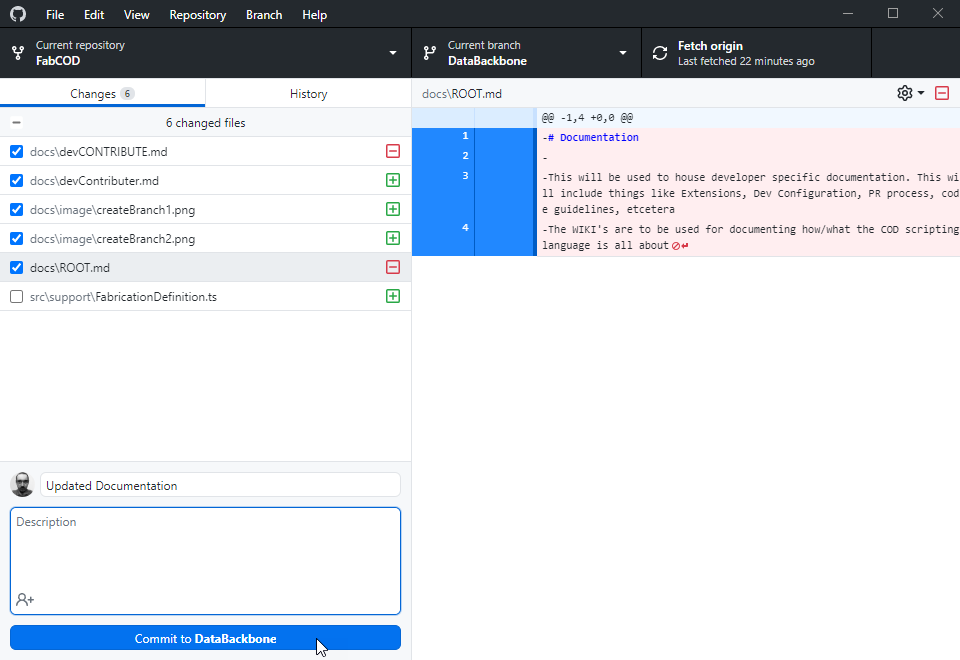 File Edit View Repository Branch Help
Current repository
FabCOD
Current branch
DataBackbone
Fetch origin
Last fetched 22 minutes ago
Changes 6
History
6 changed files
docs\devCONTRIBUTE.md
docs\devContributer.md
docs\image\createBranch1.png
docs\image\createBranch2.png
docs\ROOT.md
src\support\FabricationDefinition.ts
Updated Documentation
Description
Commit to DataBackbone
docs\ROOT.md
@@ -1,4 +0,0 @@
1 -# Documentation
2 -
3 -This will be used to house developer specific documentation. This wi
ll include things like Extensions, Dev Configuration, PR process, cod
e guidelines, etcetera
4 -The WIKI's are to be used for documenting how/what the COD scripting
language is all about